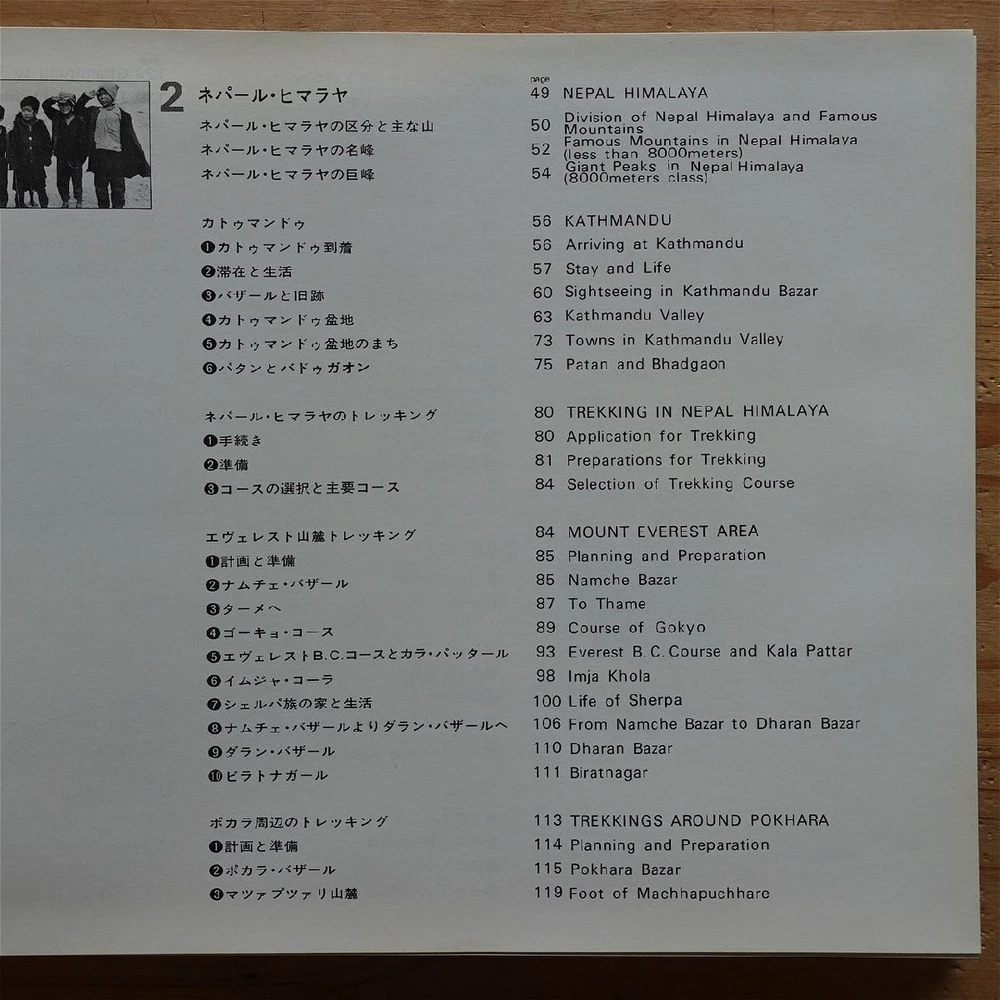 page
2 ネパール・ヒマラヤ 49 NEPAL HIMALAYA
ネパール・ヒマラヤの区分と主な山 50 Division of Nepal Himalaya and Famous
Mountains
ネパール・ヒマラヤの名峰 52 Famous Mountains in Nepal Himalaya
(less than 8000meters)
ネパール・ヒマラヤの巨峰 54 Giant Peaks in Nepal Himalaya
(8000meters class)
カトゥマンドゥ 56 KATHMANDU
❶カトゥマンドゥ到着 56 Arriving at Kathmandu
❷滞在と生活 57 Stay and Life
❸バザールと旧跡 60 Sightseeing in Kathmandu Bazar
❹カトゥマンドゥ盆地 63 Kathmandu Valley
❺カトゥマンドゥ盆地のまち 73 Towns in Kathmandu Valley
❻パタンとバドゥガオン 75 Patan and Bhadgaon
ネパール・ヒマラヤのトレッキング 80 TREKKING IN NEPAL HIMALAYA
❶手続き 80 Application for Trekking
❷準備 81 Preparations for Trekking
❸コースの選択と主要コース 84 Selection of Trekking Course
エヴェレスト山麓トレッキング 84 MOUNT EVEREST AREA
❶計画と準備 85 Planning and Preparation
❷ナムチェ・バザール 85 Namche Bazar
❸ターメへ 87 To Thame
❹ゴーキョ・コース 89 Course of Gokyo
❺エヴェレストB.C.コースとカラ・パッタール 93 Everest B.C.Course and Kala Pattar
❻イムジャ・コーラ 98 Imja Khola
❼シェルパ族の家と生活 100 Life of Sherpa
❽ナムチェ・バザールよりダラン・バザールへ 106 From Namche Bazar to Dharan Bazar
❾ダラン・バザール 110 Dharan Bazar
❿ビラトナガール 111 Biratnagar
ポカラ周辺のトレッキング 113 TREKKINGS AROUND POKHARA
❶計画と準備 114 Planning and Preparation
❷ポカラ・バザール 115 Pokhara Bazar
❸マツァプツァリ山麓 119 Foot of Machhapuchhare